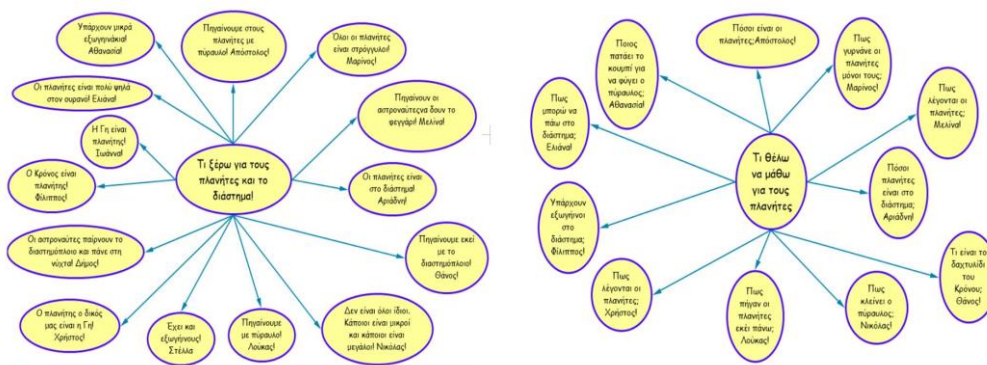 Υπάρχουν μικρά
εξωγηινάκια!
Αθανασία!
Πηγαίνουμε στους
πλανήτες με
πύραυλο! Απόστολος!
Όλοι οι πλανήτες
είναι στρόγγυλοι!
Μαρίνος!
Οι πλανήτες είναι πολύ ψηλά
στον ουρανό! Ελιάνα!
Πηγαίνουν οι
αστροναύτεςνα δουν το
φεγγάρι! Μελίνα!
Η Γη είναι
πλανήτης!
Ιωάννα!
Τι ξέρω για τους
πλανήτες και το
διάστημα!
Ο Κρόνος είναι
πλανήτης!
Φίλιππος!
Οι πλανήτες είναι
στο διάστημα!
Αριάδνη!
Οι αστροναύτες παίρνουν το
διαστημόπλοιο και πάνε στη
νύχτα! Δήμος!
Πηγαίνουμε εκεί
με το
διαστημόπλοιο!
Θάνος!
Ο πλανήτης ο δικός
μας είναι η Γη!
Χρήστος!
Έχει και
εξωγήινους!
Στέλλα
Πηγαίνουμε
με πύραυλο!
Λούκας!
Δεν είναι όλοι ίδιοι.
Κάποιοι είναι μικροί
και κάποιοι είναι
μεγάλοι! Νικόλας!
Ποιος
πατάει το
κουμπί για
να φύγει ο
πύραυλος;
Αθανασία!
Πόσοι είναι οι
πλανήτες;Απόστολος!
Πως
γυρνάνε οι
πλανήτες
μόνοι τους;
Μαρίνος!
Πως
μπορώ να
πάω στο
διάστημα;
Ελιάνα!
Πως
λέγονται οι
πλανήτες;
Μελίνα!
Τι θέλω
να μάθω
για τους
πλανήτες
Πόσοι
πλανήτες
είναι στο
διάστημα;
Αριάδνη!
Υπάρχουν
εξωγήινοι
στο
διάστημα;
Φίλιππος!
Πως
λέγονται οι
πλανήτες;
Χρήστος!
Πως
πήγαν οι
πλανήτες
εκεί πάνω;
Λούκας!
Πως
κλείνει ο
πύραυλος;
Νικόλας!
Τι είναι το
δαχτυλίδι
του
Κρόνου;
Θάνος!